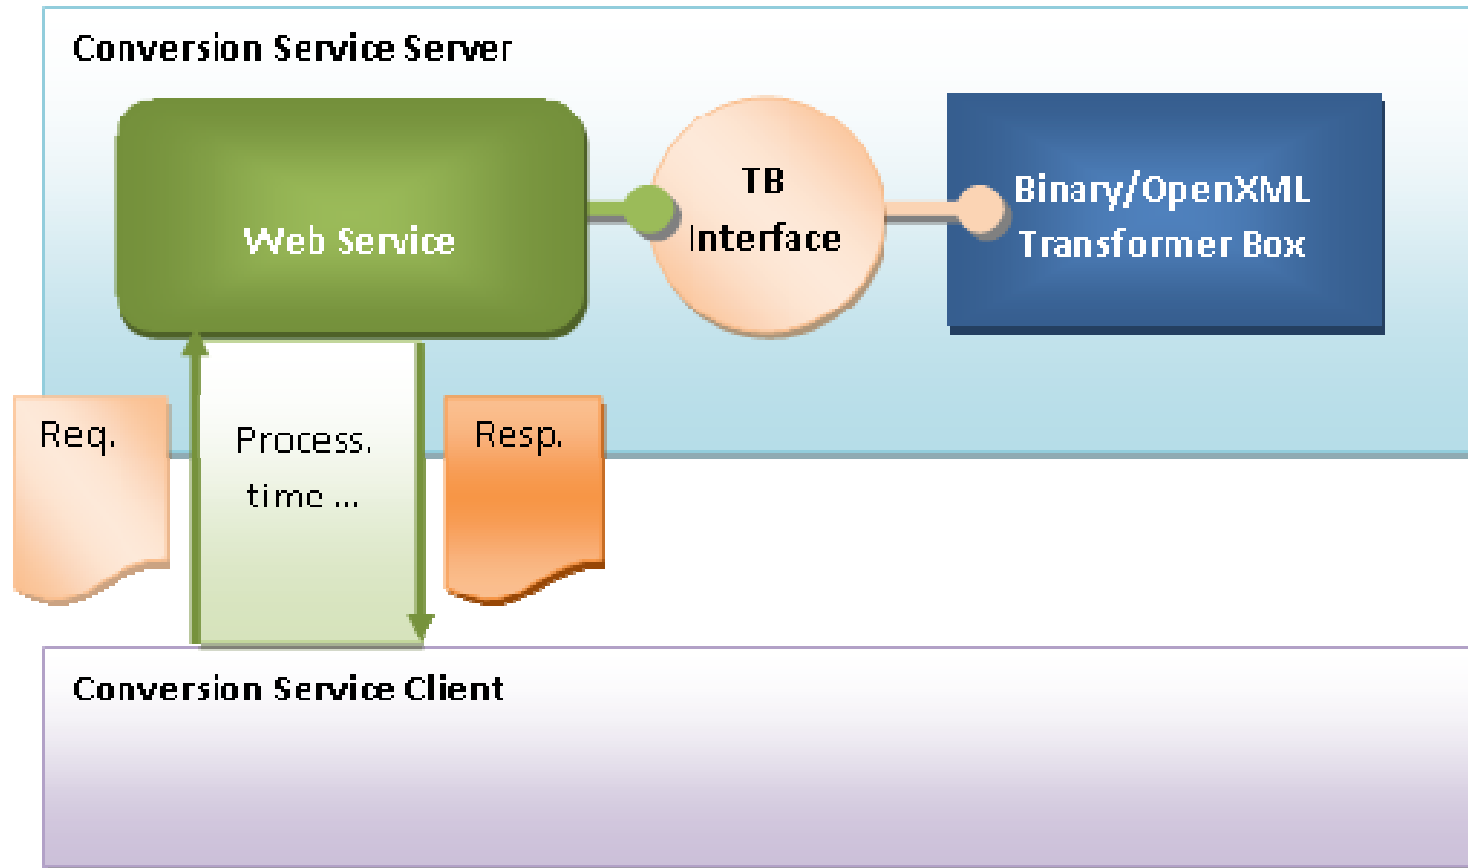 Conversion Service Server
Web Service
TB
Interface
Binary/OpenXML
Transformer Box
Req.
Process.
time ...
Resp.
Conversion Service Client